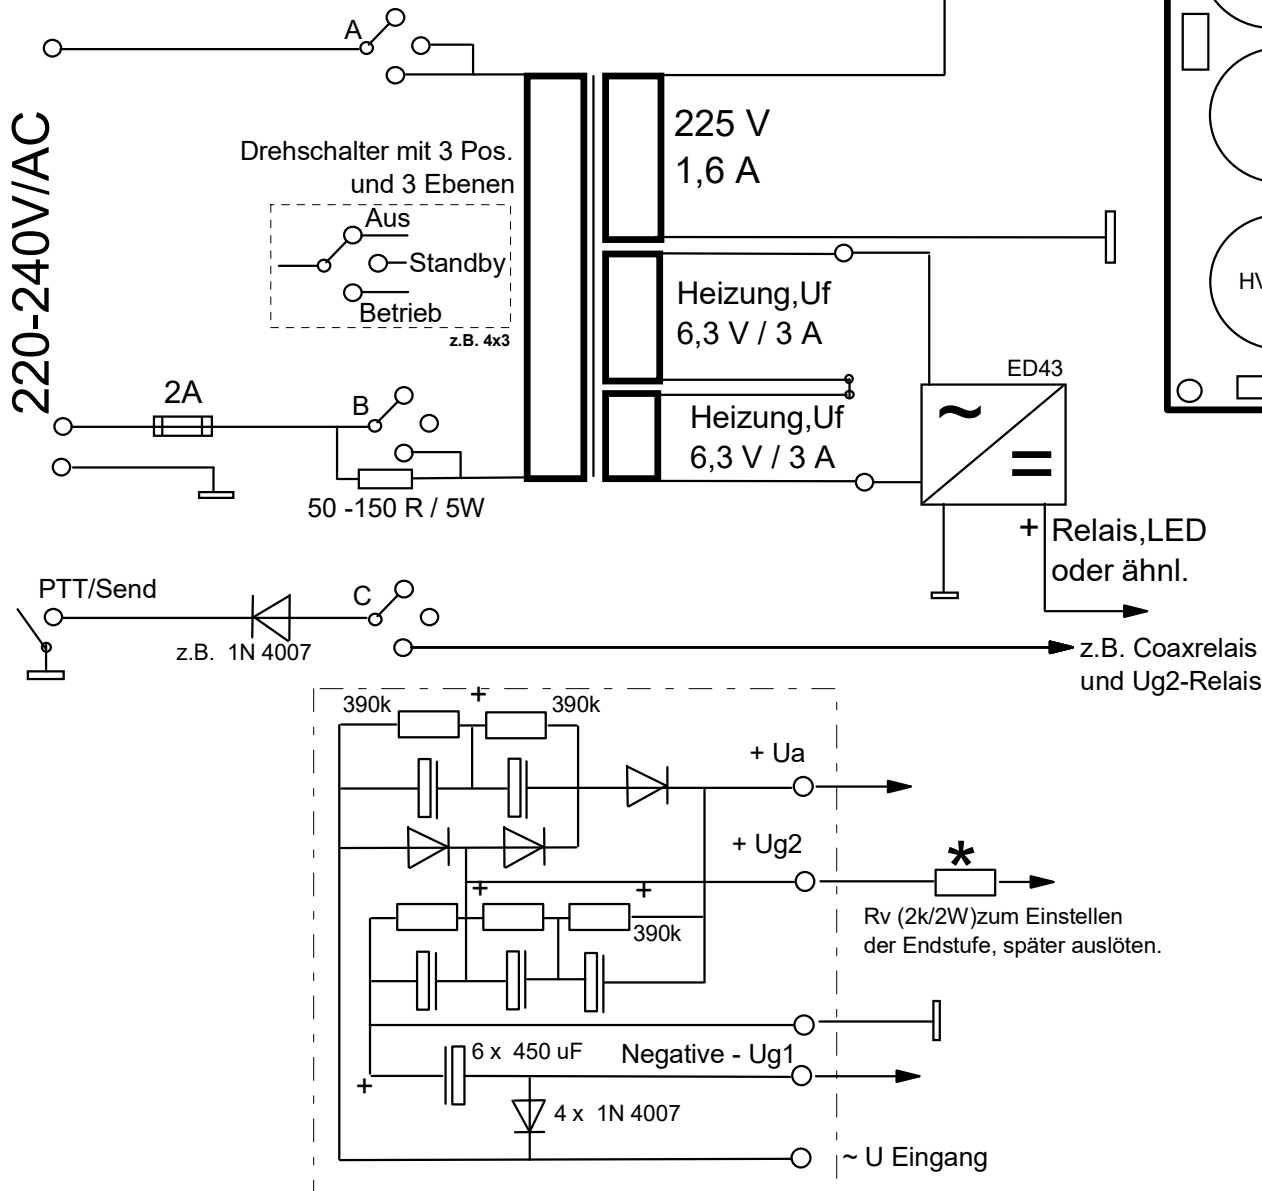 220-240V/AC
A
225 V
1,6 A
Drehschalter mit 3 Pos.
und 3 Ebenen
Aus
Standby
Betrieb
z.B. 4x3
Heizung,Uf
6,3 V / 3 A
HV
ED43
2A
B
Heizung,Uf
6,3 V / 3 A
~
=
50 -150 R / 5W
+ Relais,LED
oder ähnl.
PTT/Send
C
z.B. 1N 4007
z.B. Coaxrelais
und Ug2-Relais
390k
+
390k
+ Ua
+ Ug2
*
+
+
390k
Rv (2k/2W)zum Einstellen
der Endstufe, später auslöten.
6 x 450 uF
Negative - Ug1
+
4 x 1N 4007
~ U Eingang